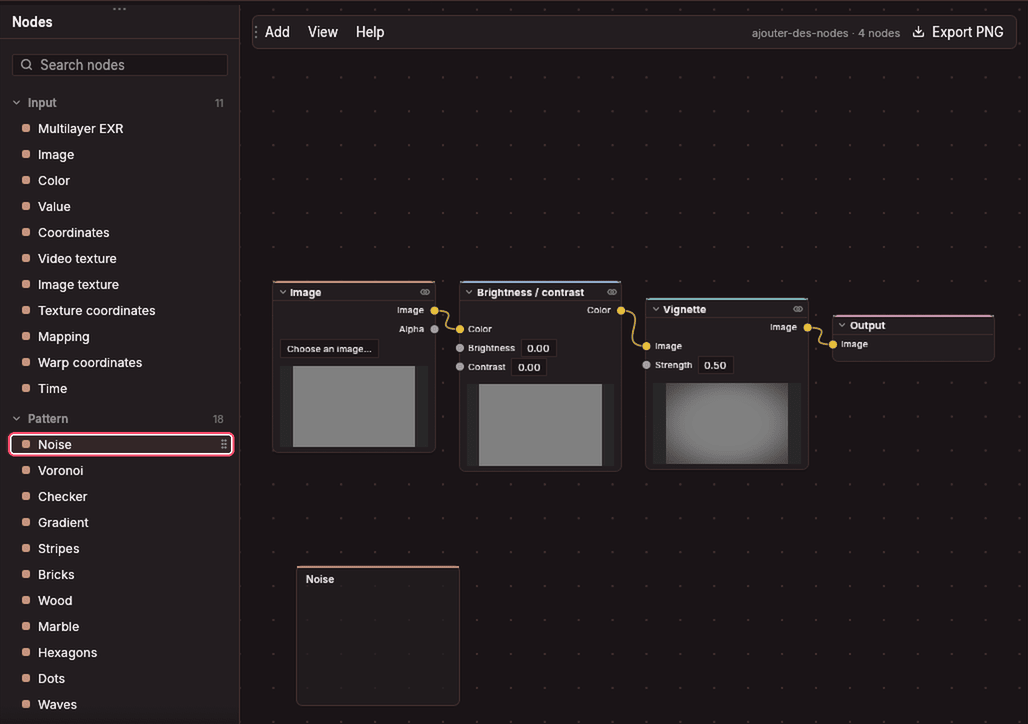 Nodes
Search nodes
Input 11
Multilayer EXR
Image
Color
Value
Coordinates
Video texture
Image texture
Texture coordinates
Mapping
Warp coordinates
Time
Pattern 18
Noise
Voronoi
Checker
Gradient
Stripes
Bricks
Wood
Marble
Hexagons
Dots
Waves
Add View Help
ajouter-des-nodes · 4 nodes Export PNG
Image
Image
Alpha
Choose an image...
Brightness / contrast
Color
Color
Brightness 0.00
Contrast 0.00
Vignette
Image
Image
Strength 0.50
Output
Image
Noise